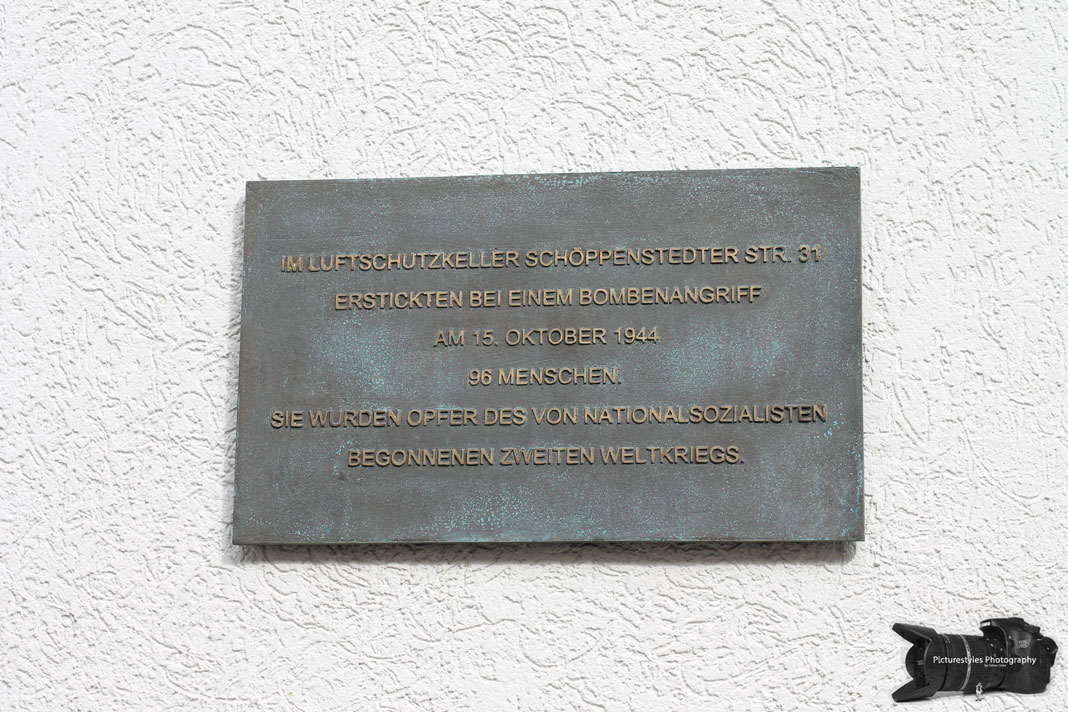 IM LUFTSCHUTZKELLER SCHÖPPENSTEDTER STR. 31
ERSTICKTEN BEI EINEM BOMBENANGRIFF
AM 15. OKTOBER 1944
96 MENSCHEN.
SIE WURDEN OPFER DES VON NATIONALSOZIALISTEN
BEGONNENEN ZWEITEN WELTKRIEGS.
Picturestyles Photography